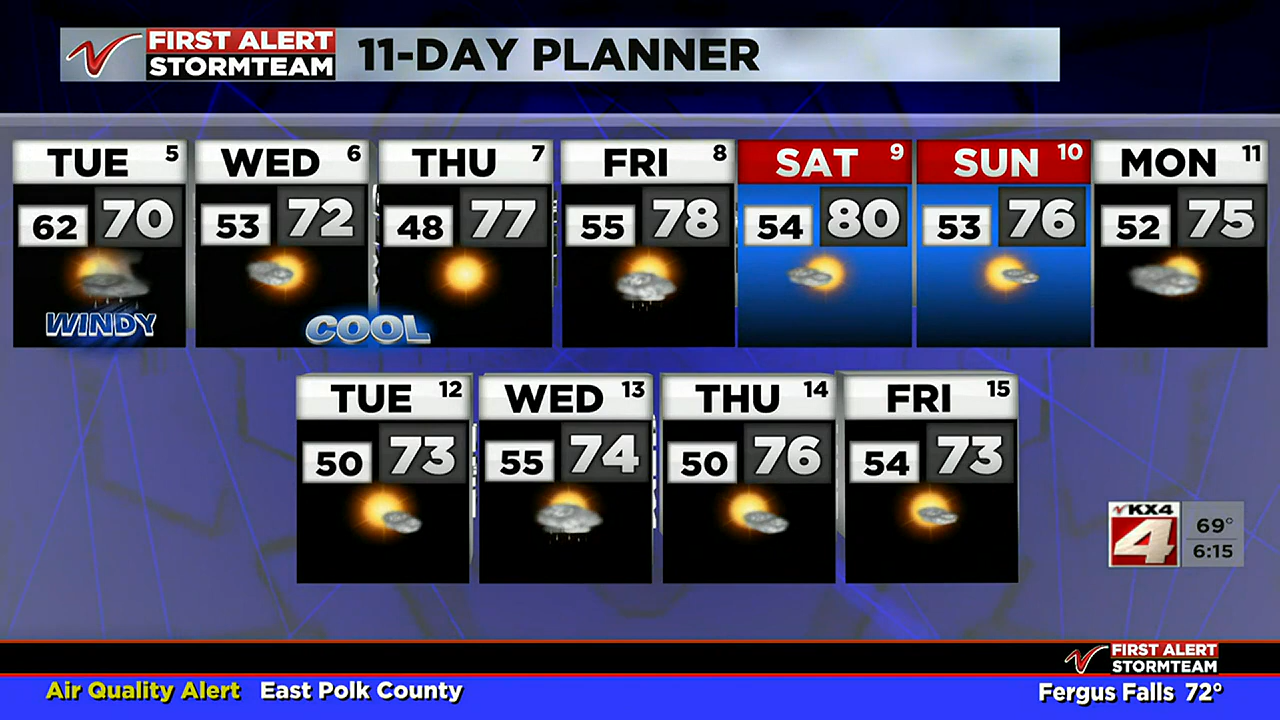 FIRST ALERT
STORMTEAM
11-DAY PLANNER
TUE 5
WED 6
THU 7
FRI 8
SAT 9
SUN 10
MON 11
62 70
53 72
48 77
55 78
54 80
53 76
52 75
WINDY
COOL
TUE 12
WED 13
THU 14
FRI 15
50 73
55 74
50 76
54 73
KX4
4
69°
6:15
FIRST ALERT
STORMTEAM
Air Quality Alert East Polk County
Fergus Falls 72°